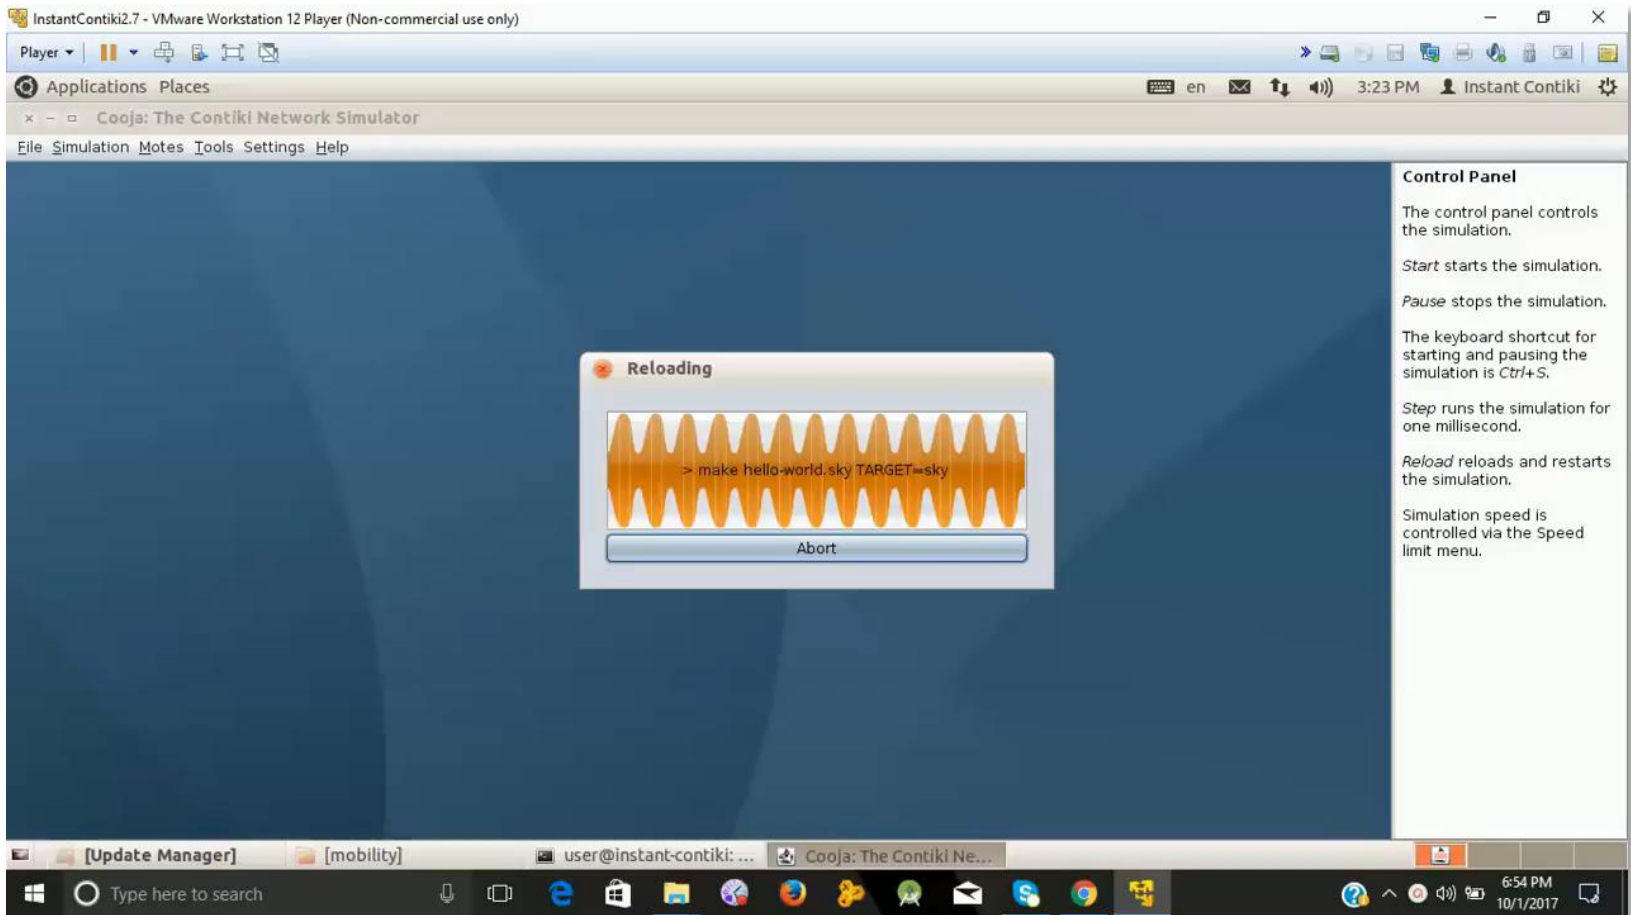 InstantContiki2.7 - VMware Workstation 12 Player (Non-commercial use only)
Player
Applications Places en 3:23 PM Instant Contiki
Cooja: The Contiki Network Simulator
File Simulation Motes Tools Settings Help
Reloading
> make hello-world.sky TARGET=sky
Abort
Control Panel
The control panel controls
the simulation.
Start starts the simulation.
Pause stops the simulation.
The keyboard shortcut for
starting and pausing the
simulation is Ctrl+S.
Step runs the simulation for
one millisecond.
Reload reloads and restarts
the simulation.
Simulation speed is
controlled via the Speed
limit menu.
[Update Manager] [mobility] user@instant-contiki: ... Cooja: The Contiki Ne...
Type here to search
6:54 PM
10/1/2017